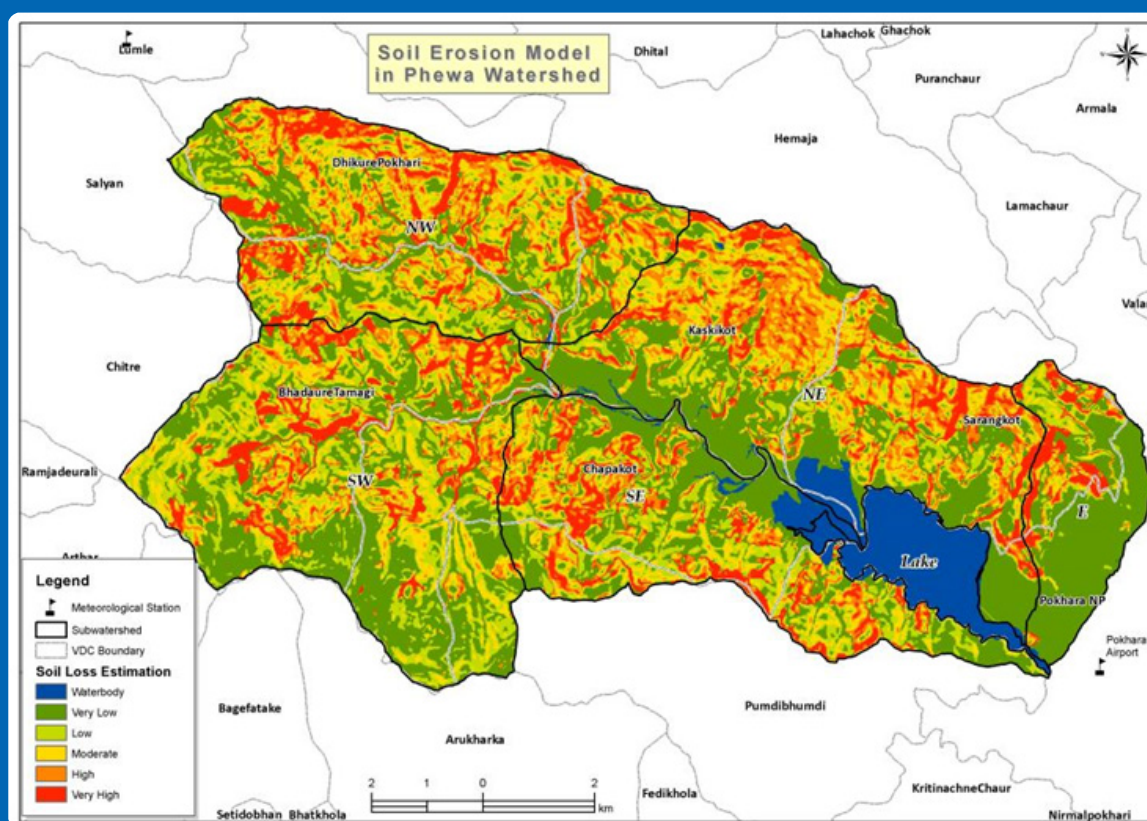 Soil Erosion Model
in Phewa Watershed
Lumle
Dhital
Lahachok
Ghachok
Puranchaur
Armala
Hemaja
Salyan
DhikurePokhari
NW
Lamachaur
Kaskikot
Chitre
BhadaureTamagi
NE
Sarangkot
Ramjadeurali
SW
Chapakot
SE
E
Lake
Pokhara NP
Pokhara
Airport
Legend
Meteorological Station
Subwatershed
VDC Boundary
Soil Loss Estimation
Waterbody
Very Low
Low
Moderate
High
Very High
Bagefatake
Arukharka
Pumdibhumdi
Fedikhola
KritinachneChaur
Setidobhan
Bhatkhola
Nirmalpokhari
2 1 0 2
km